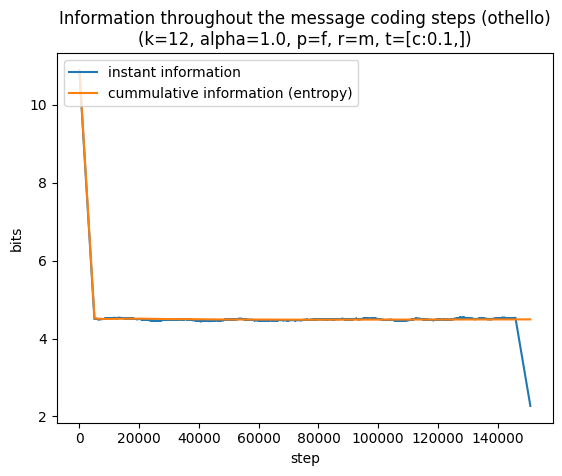 Information throughout the message coding steps (othello)
(k=12, alpha=1.0, p=f, r=m, t=[c:0.1,])
instant information
cummulative information (entropy)
10
8
6
4
2
bits
0 20000 40000 60000 80000 100000 120000 140000
step